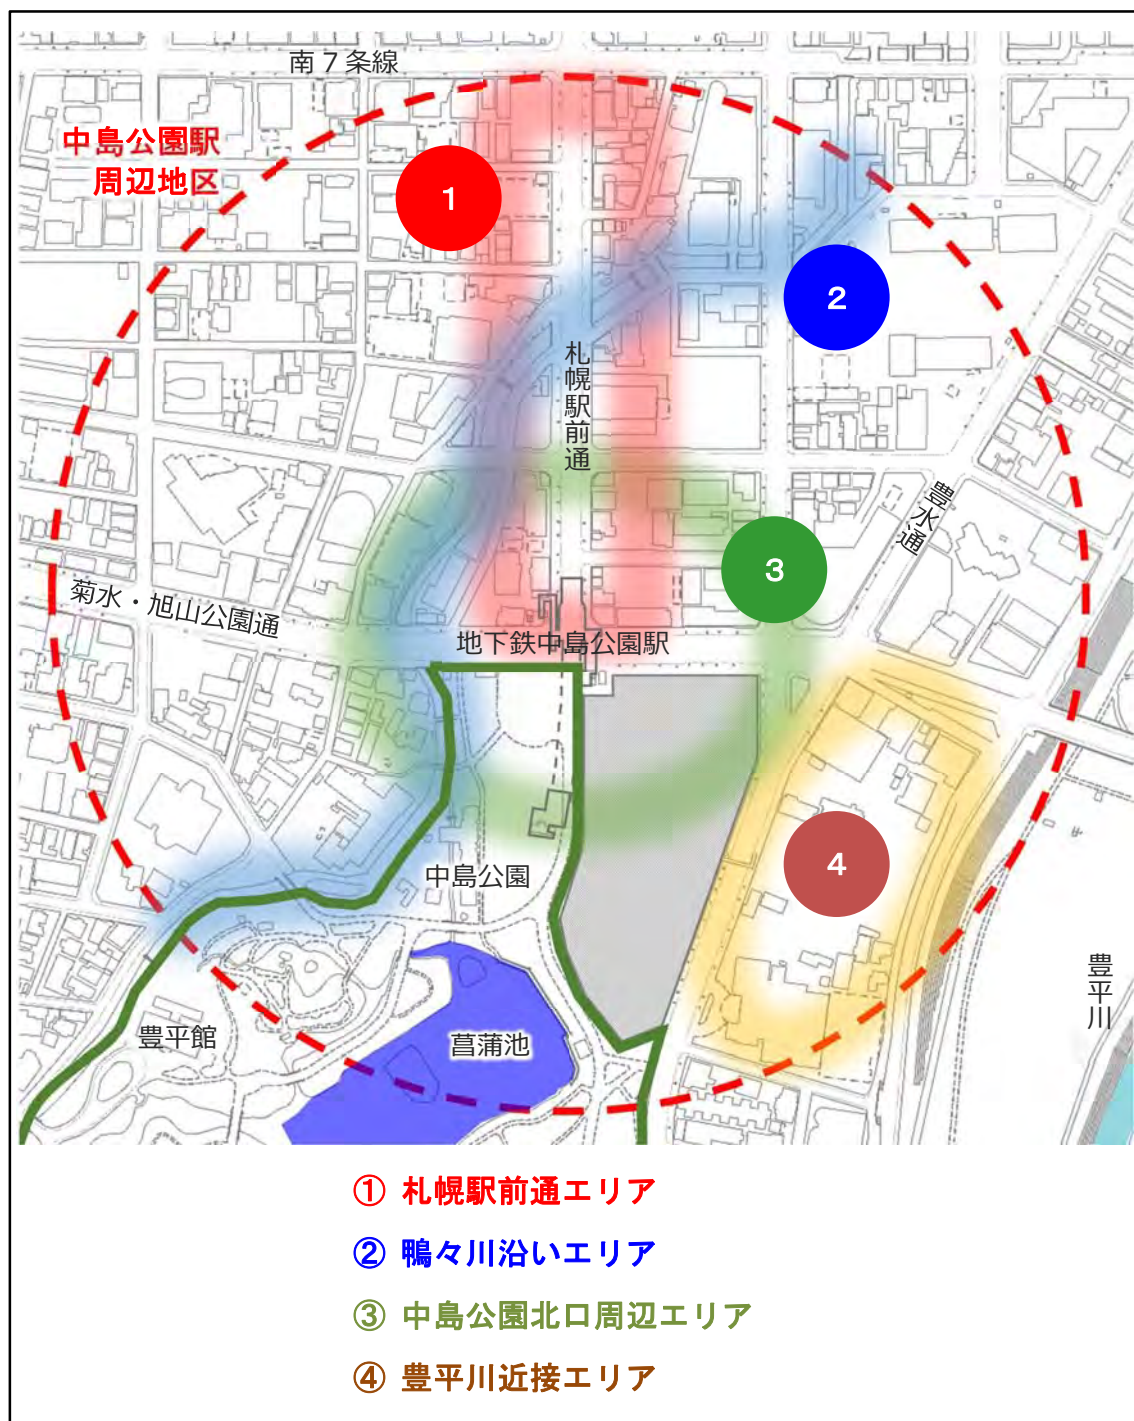 南７条線
中島公園駅
周辺地区
1
2
札幌駅前通
豊水通
3
菊水・旭山公園通
地下鉄中島公園駅
4
中島公園
豊平川
豊平館
菖蒲池
① 札幌駅前通エリア
② 鴨々川沿いエリア
③ 中島公園北口周辺エリア
④ 豊平川近接エリア